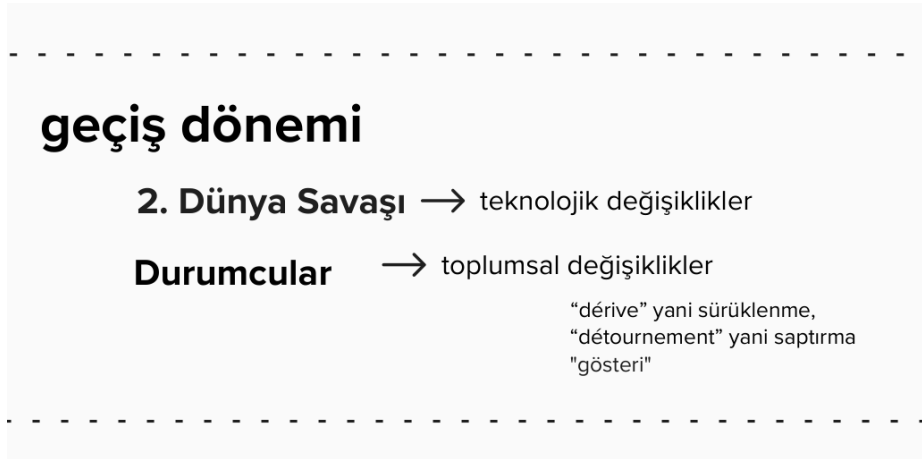 geçiş dönemi
2. Dünya Savaşı → teknolojik değişiklikler
Durumcular → toplumsal değişiklikler
“dérive” yani sürüklenme,
“détournement” yani saptırma
"gösteri"